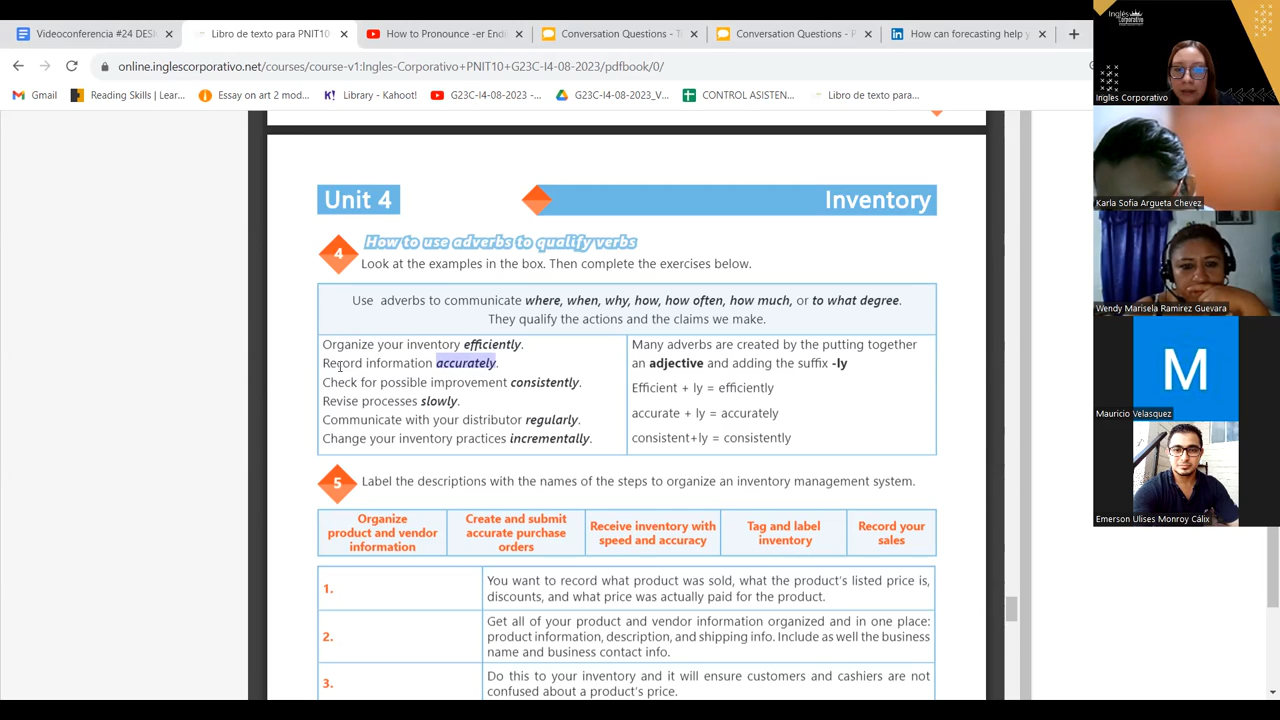 Videoconferencia #24 DESI
Libro de texto para PNIT10
How to Pronounce -er Endi
Conversation Questions - T
Conversation Questions - P
How can forecasting help y
online.inglescorporativo.net/courses/course-v1:Ingles-Corporativo+PNIT10+G23C-I4-08-2023/pdfbook/0/
Gmail
Reading Skills | Lear...
Essay on art 2 mod...
Library - Kano...
G23C-I4-08-2023 -...
G23C-I4-08-2023_V...
CONTROL ASISTEN...
Libro de texto para...
Unit 4
Inventory
4
How to use adverbs to qualify verbs
Look at the examples in the box. Then complete the exercises below.
Use adverbs to communicate where, when, why, how, how often, how much, or to what degree.
They qualify the actions and the claims we make.
Organize your inventory efficiently.
Record information accurately.
Check for possible improvement consistently.
Revise processes slowly.
Communicate with your distributor regularly.
Change your inventory practices incrementally.
Many adverbs are created by the putting together
an adjective and adding the suffix -ly
Efficient + ly = efficiently
accurate + ly = accurately
consistent+ly = consistently
5
Label the descriptions with the names of the steps to organize an inventory management system.
Organize
product and vendor
information
Create and submit
accurate purchase
orders
Receive inventory with
speed and accuracy
Tag and label
inventory
Record your
sales
1.
You want to record what product was sold, what the product's listed price is,
discounts, and what price was actually paid for the product.
2.
Get all of your product and vendor information organized and in one place:
product information, description, and shipping info. Include as well the business
name and business contact info.
3.
Do this to your inventory and it will ensure customers and cashiers are not
confused about a product's price.
Inglés
Corporativo
Ingles Corporativo
Karla Sofia Argueta Chevez
Wendy Marisela Ramirez Guevara
M
Mauricio Velasquez
Emerson Ulises Monroy Cálix